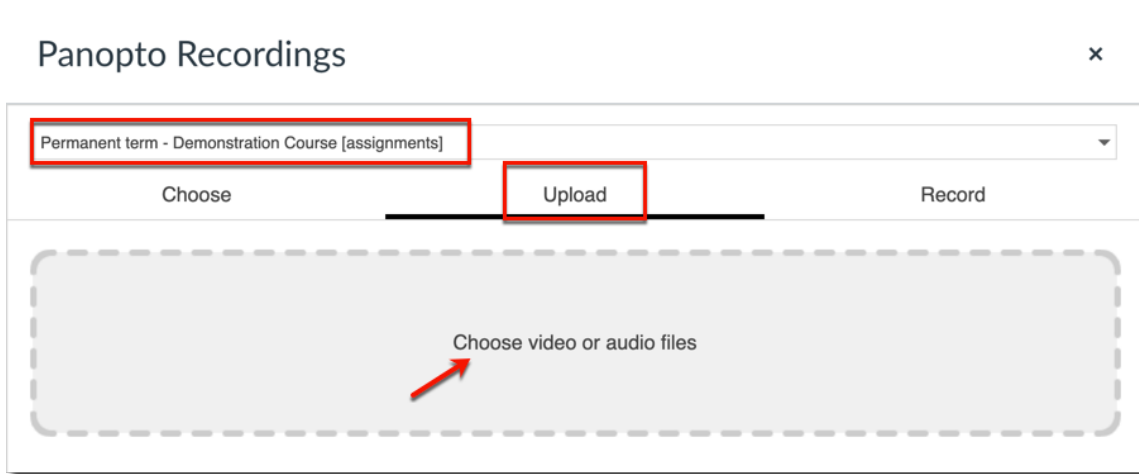 Panopto Recordings ×
Permanent term - Demonstration Course [assignments]
Choose Upload Record
Choose video or audio files